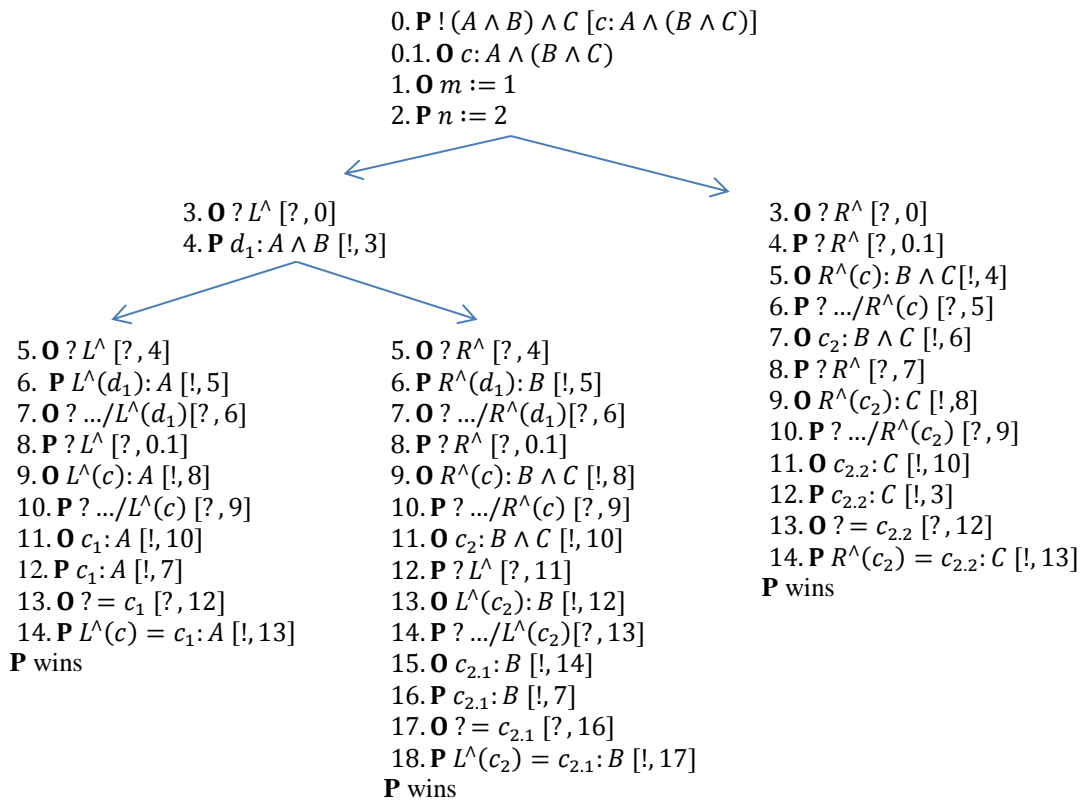 0. P ! (A ∧ B) ∧ C [c: A ∧ (B ∧ C)]
0.1. O c: A ∧ (B ∧ C)
1. O m := 1
2. P n := 2
3. O ? L^ [?, 0]
4. P d₁: A ∧ B [!, 3]
5. O ? L^ [?, 4]
6. P L^(d₁): A [!, 5]
7. O ? .../L^(d₁)[?, 6]
8. P ? L^ [?, 0.1]
9. O L^(c): A [!, 8]
10. P ? .../L^(c) [?, 9]
11. O c₁: A [!, 10]
12. P c₁: A [!, 7]
13. O ? = c₁ [?, 12]
14. P L^(c) = c₁: A [!, 13]
P wins
5. O ? R^ [?, 4]
6. P R^(d₁): B [!, 5]
7. O ? .../R^(d₁)[?, 6]
8. P ? R^ [?, 0.1]
9. O R^(c): B ∧ C [!, 8]
10. P ? .../R^(c) [?, 9]
11. O c₂: B ∧ C [!, 10]
12. P ? L^ [?, 11]
13. O L^(c₂): B [!, 12]
14. P ? .../L^(c₂)[?, 13]
15. O c₂.₁: B [!, 14]
16. P c₂.₁: B [!, 7]
17. O ? = c₂.₁ [?, 16]
18. P L^(c₂) = c₂.₁: B [!, 17]
P wins
3. O ? R^ [?, 0]
4. P ? R^ [?, 0.1]
5. O R^(c): B ∧ C[!, 4]
6. P ? .../R^(c) [?, 5]
7. O c₂: B ∧ C [!, 6]
8. P ? R^ [?, 7]
9. O R^(c₂): C [! ,8]
10. P ? .../R^(c₂) [?, 9]
11. O c₂.₂: C [!, 10]
12. P c₂.₂: C [!, 3]
13. O ? = c₂.₂ [?, 12]
14. P R^(c₂) = c₂.₂: C [!, 13]
P wins